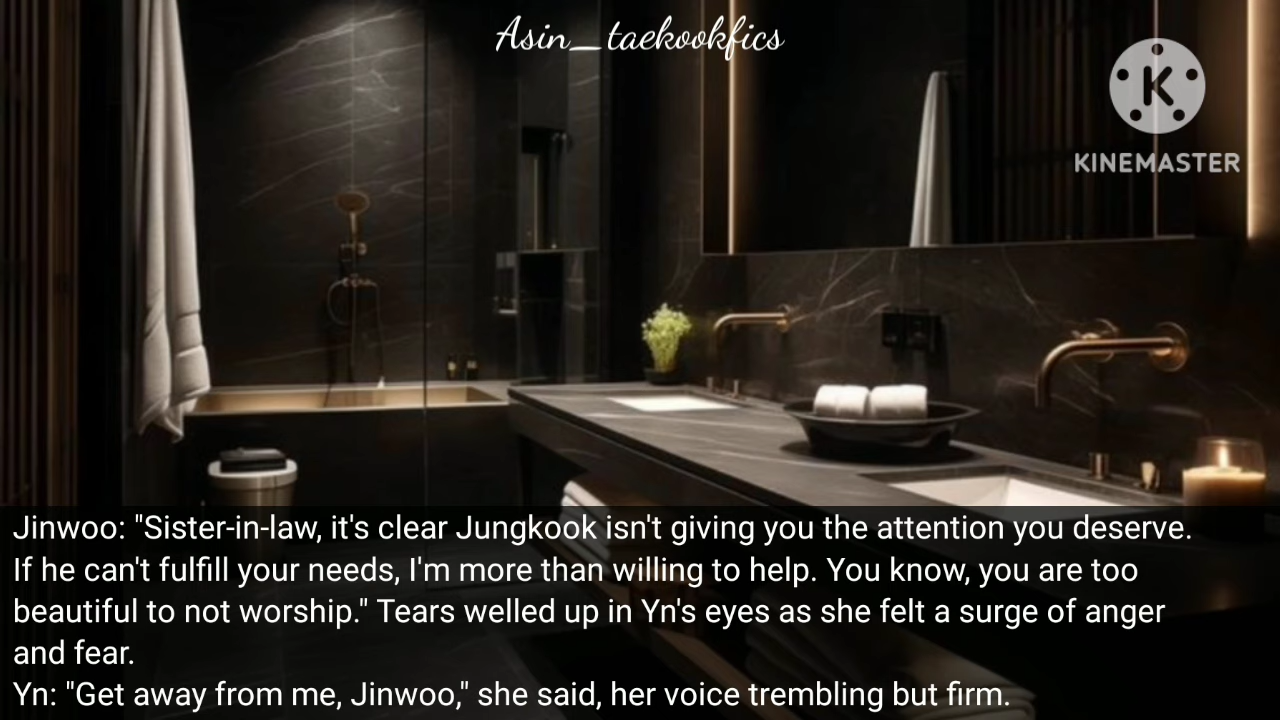 Asin_taekookfics
K
KINEMASTER
Jinwoo: "Sister-in-law, it's clear Jungkook isn't giving you the attention you deserve.
If he can't fulfill your needs, I'm more than willing to help. You know, you are too
beautiful to not worship." Tears welled up in Yn's eyes as she felt a surge of anger
and fear.
Yn: "Get away from me, Jinwoo," she said, her voice trembling but firm.